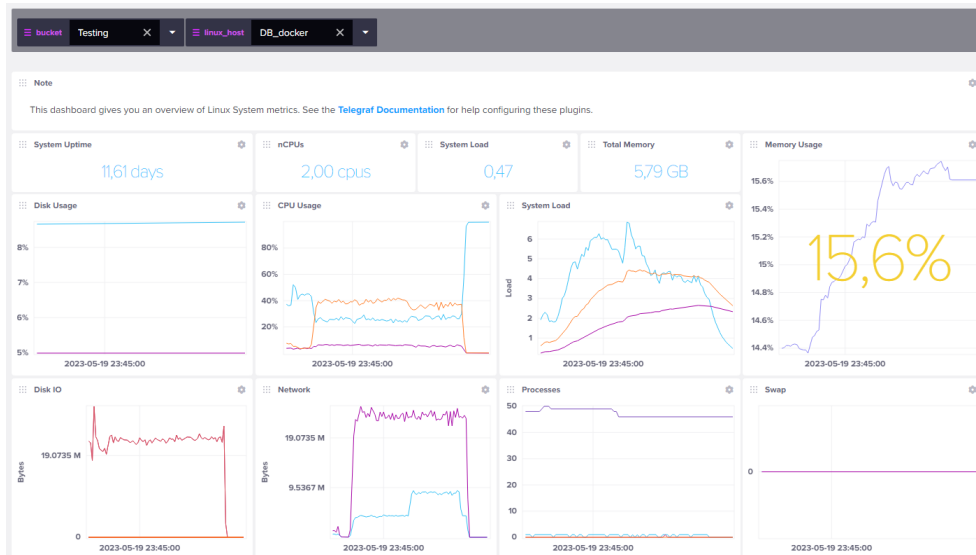 bucket Testing linux_host DB_docker
Note
This dashboard gives you an overview of Linux System metrics. See the Telegraf Documentation for help configuring these plugins.
System Uptime
11,61 days
nCPUs
2,00 cpus
System Load
0,47
Total Memory
5,79 GB
Memory Usage
15.6%
15.4%
15.2%
15%
14.8%
14.6%
14.4%
15,6%
2023-05-19 23:45:00
Disk Usage
8%
7%
6%
5%
2023-05-19 23:45:00
CPU Usage
80%
60%
40%
20%
2023-05-19 23:45:00
System Load
Load
6
5
4
3
2
1
2023-05-19 23:45:00
Disk IO
Bytes
19.0735 M
0
2023-05-19 23:45:00
Network
Bytes
19.0735 M
9.5367 M
2023-05-19 23:45:00
Processes
50
40
30
20
10
0
2023-05-19 23:45:00
Swap
0
2023-05-19 23:45:00